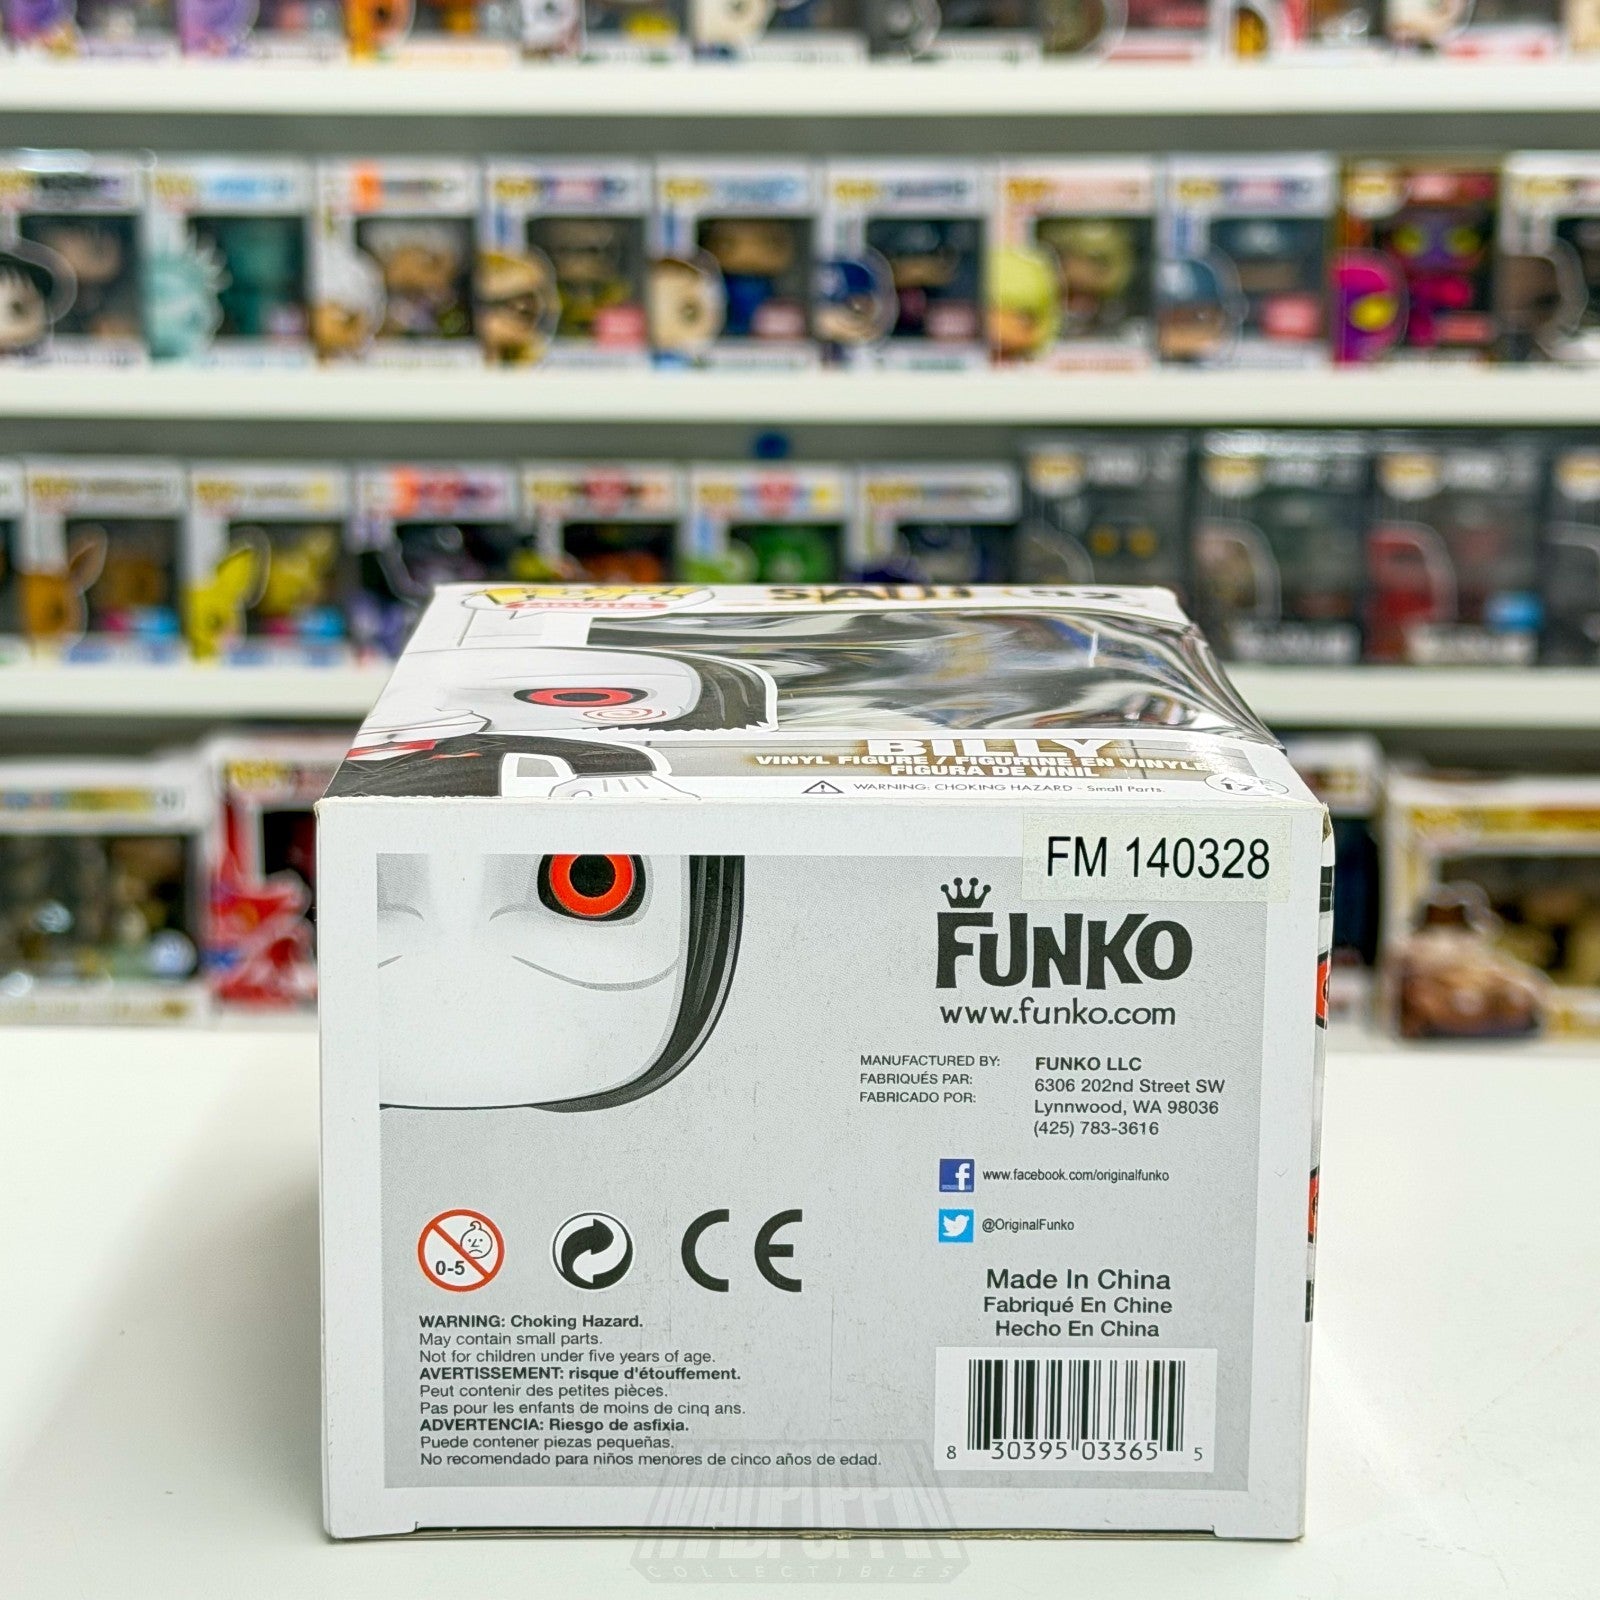 MOVIES
SAW
52
BILLY
VINYL FIGURE / FIGURINE EN VINYLE
FIGURA DE VINIL
WARNING: CHOKING HAZARD - Small Parts.
17+
FM 140328
FUNKO
www.funko.com
MANUFACTURED BY:
FABRIQUÉS PAR:
FABRICADO POR:
FUNKO LLC
6306 202nd Street SW
Lynnwood, WA 98036
(425) 783-3616
f www.facebook.com/originalfunko
@OriginalFunko
0-5
CE
Made In China
Fabriqué En Chine
Hecho En China
WARNING: Choking Hazard.
May contain small parts.
Not for children under five years of age.
AVERTISSEMENT: risque d'étouffement.
Peut contenir des petites pièces.
Pas pour les enfants de moins de cinq ans.
ADVERTENCIA: Riesgo de asfixia.
Puede contener piezas pequeñas.
No recomendado para niños menores de cinco años de edad.
8 30395 03365 5
MADPOPPIN
COLLECTIBLES